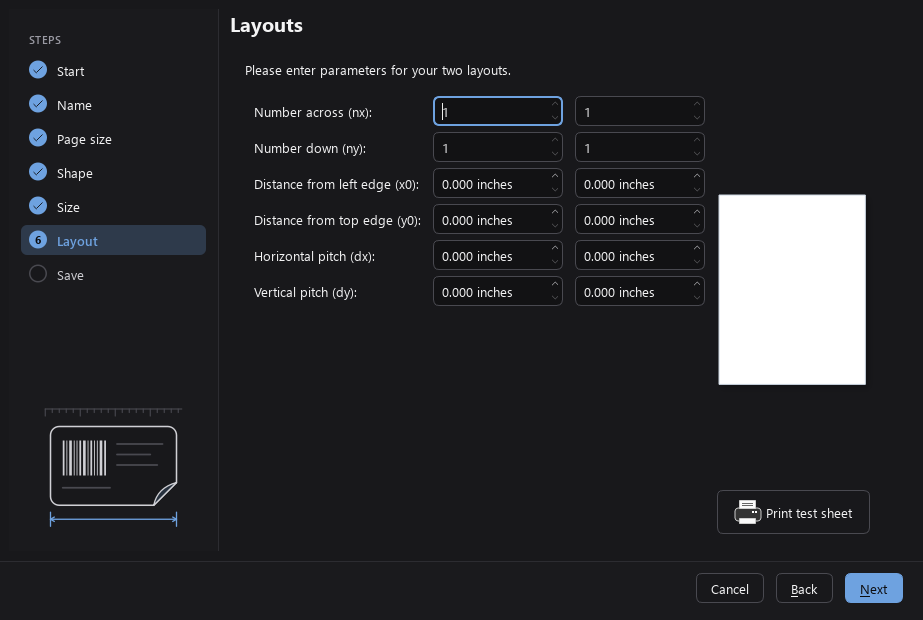 Layouts
STEPS
Start
Name
Page size
Shape
Size
6 Layout
Save
Please enter parameters for your two layouts.
Number across (nx): 1 1
Number down (ny): 1 1
Distance from left edge (x0): 0.000 inches 0.000 inches
Distance from top edge (y0): 0.000 inches 0.000 inches
Horizontal pitch (dx): 0.000 inches 0.000 inches
Vertical pitch (dy): 0.000 inches 0.000 inches
Print test sheet
Cancel Back Next